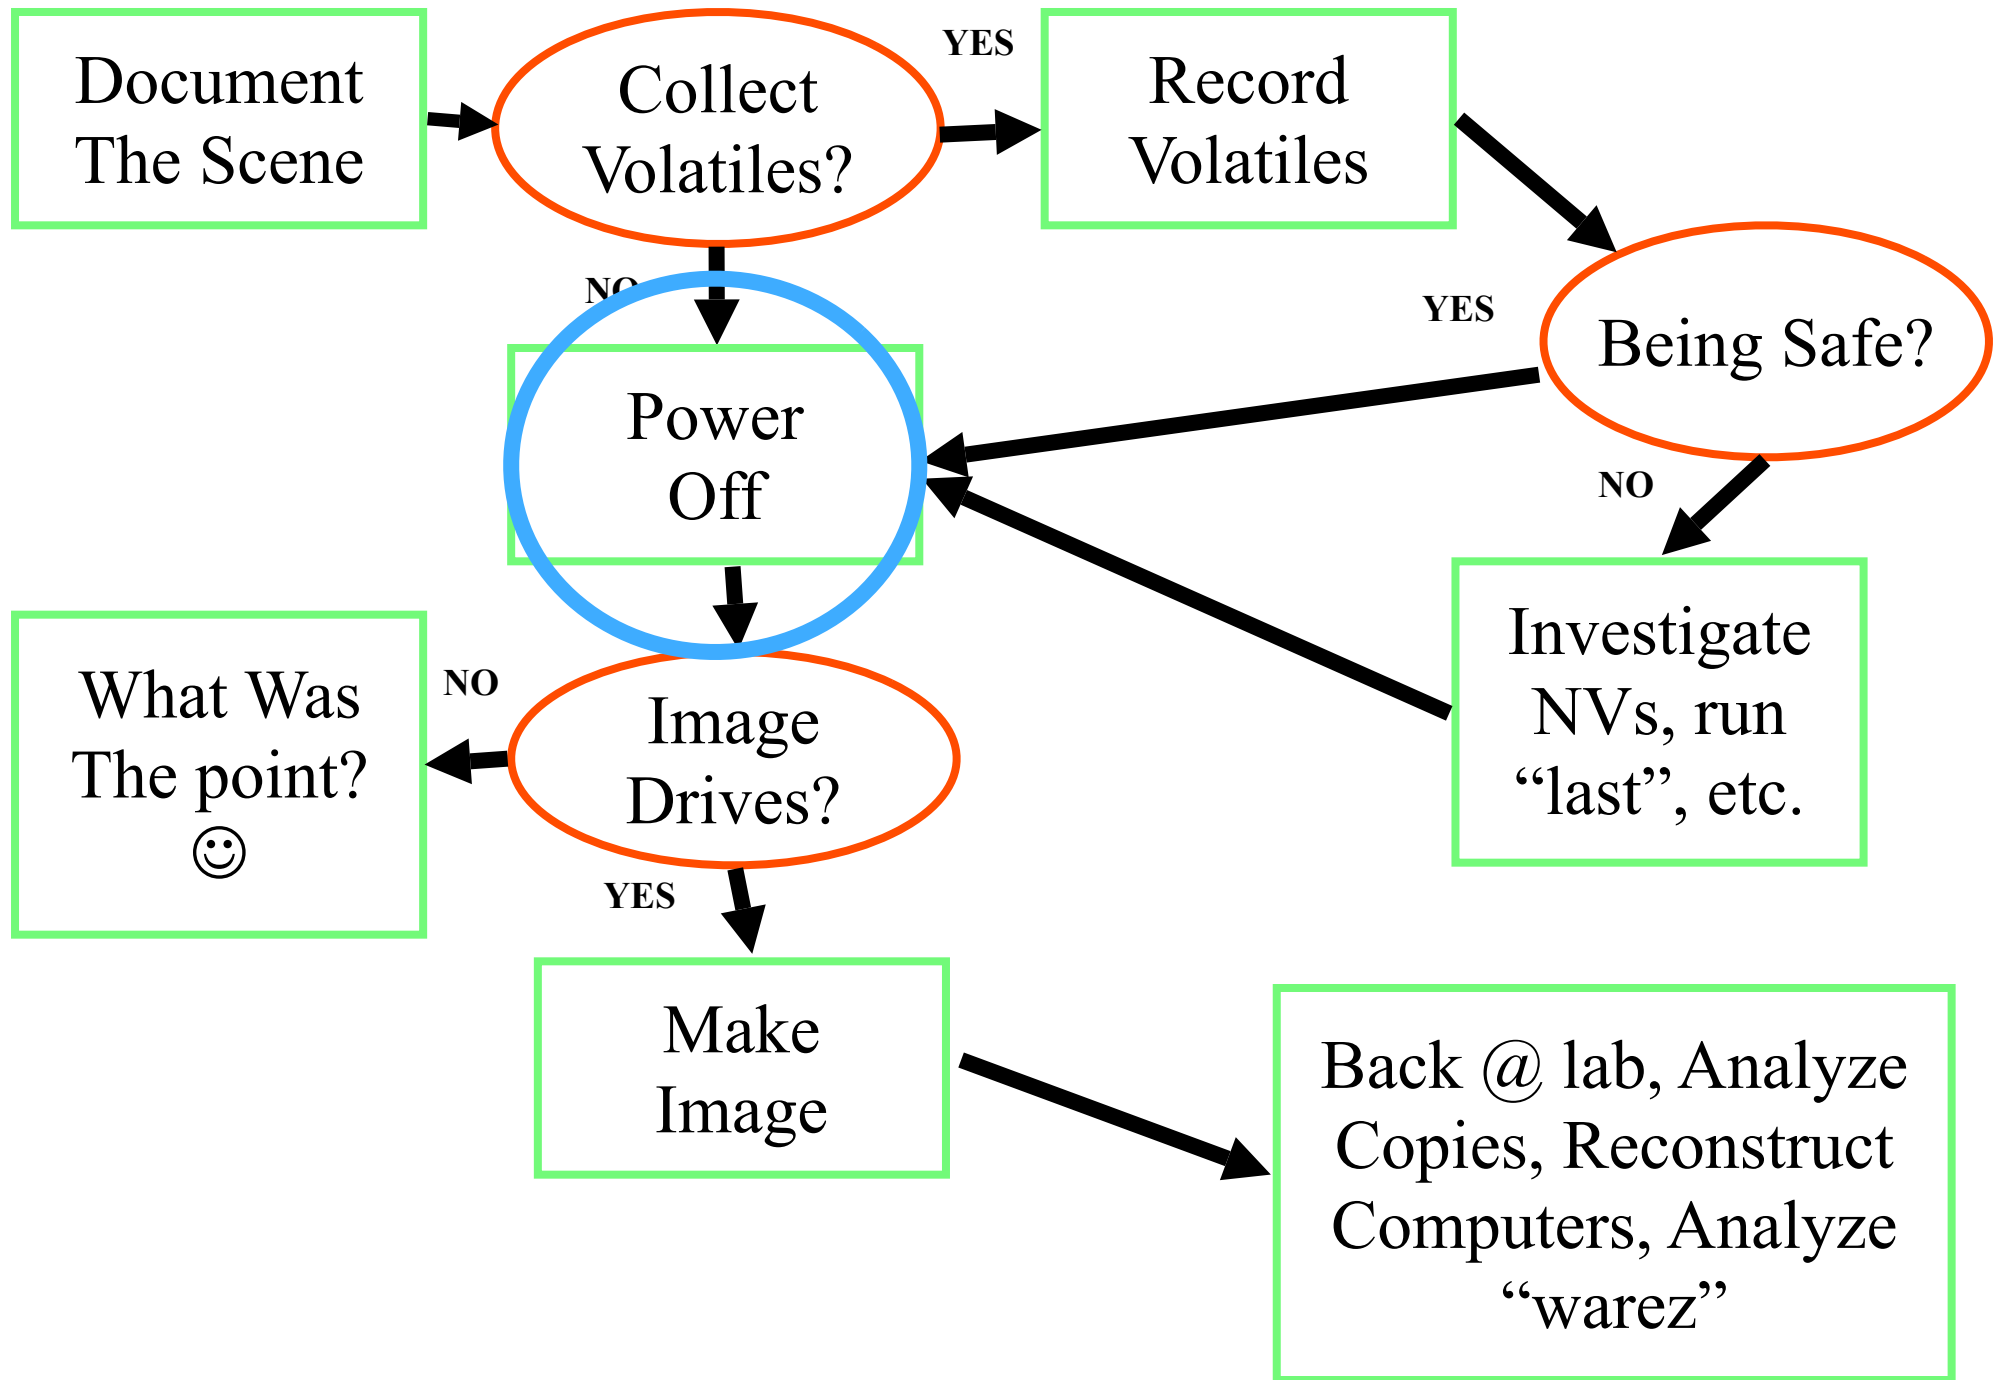 Document
The Scene
Collect
Volatiles?
YES
Record
Volatiles
NO
Being Safe?
YES
NO
Power
Off
Investigate
NVs, run
“last”, etc.
Image
Drives?
NO
What Was
The point?
☺
YES
Make
Image
Back @ lab, Analyze
Copies, Reconstruct
Computers, Analyze
“warez”